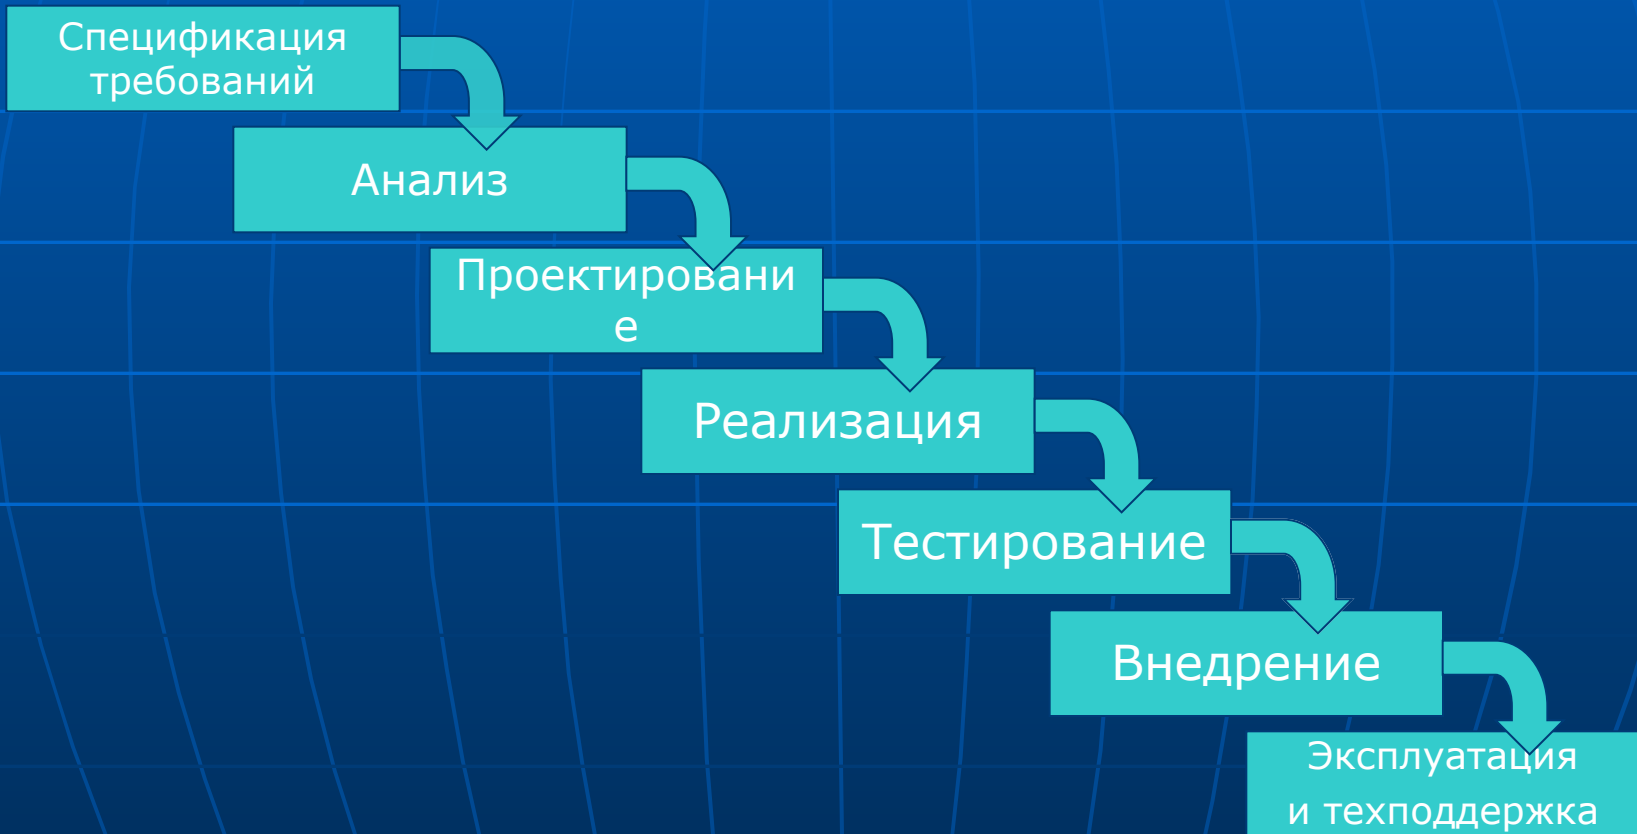 Спецификация
требований
Анализ
Проектировани
е
Реализация
Тестирование
Внедрение
Эксплуатация
и техподдержка